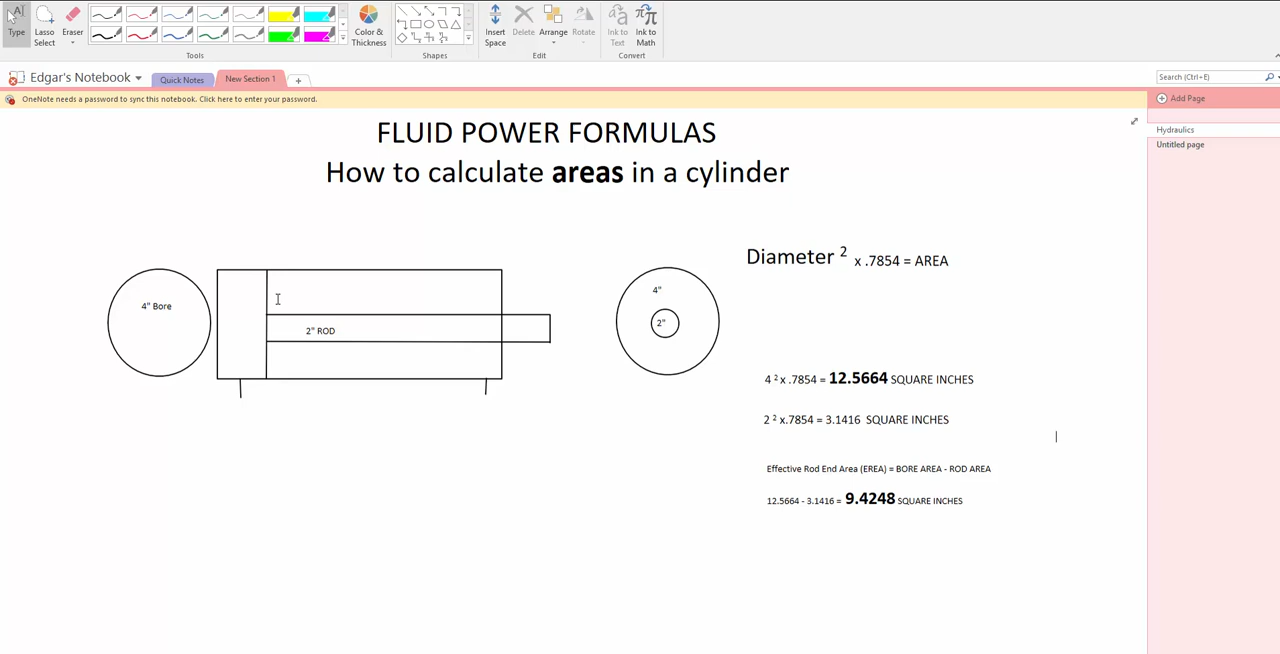 Type
Lasso
Select
Eraser
Color &
Thickness
Insert
Space
Delete
Arrange
Rotate
Ink to
Text
Ink to
Math
Tools
Shapes
Edit
Convert
Edgar's Notebook
Quick Notes
New Section 1
+
Search (Ctrl+E)
OneNote needs a password to sync this notebook. Click here to enter your password.
Add Page
Hydraulics
Untitled page
FLUID POWER FORMULAS
How to calculate areas in a cylinder
4" Bore
2" ROD
4"
2"
Diameter ² x .7854 = AREA
4 ² x .7854 = 12.5664 SQUARE INCHES
2 ² x.7854 = 3.1416 SQUARE INCHES
Effective Rod End Area (EREA) = BORE AREA - ROD AREA
12.5664 - 3.1416 = 9.4248 SQUARE INCHES